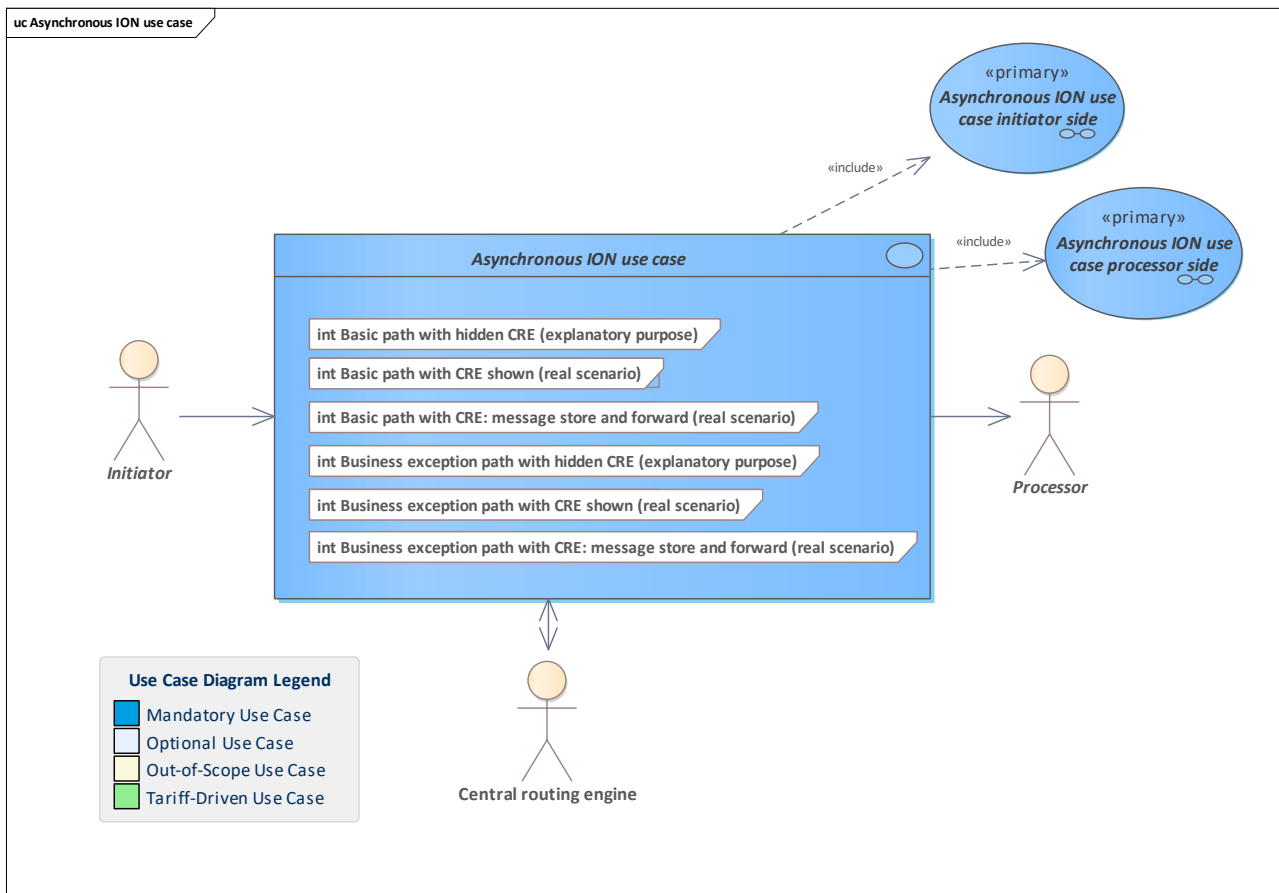 uc Asynchronous ION use case
«primary»
Asynchronous ION use
case initiator side
«include»
«primary»
Asynchronous ION use
case processor side
«include»
Asynchronous ION use case
int Basic path with hidden CRE (explanatory purpose)
int Basic path with CRE shown (real scenario)
int Basic path with CRE: message store and forward (real scenario)
int Business exception path with hidden CRE (explanatory purpose)
int Business exception path with CRE shown (real scenario)
int Business exception path with CRE: message store and forward (real scenario)
Initiator
Processor
Central routing engine
Use Case Diagram Legend
Mandatory Use Case
Optional Use Case
Out-of-Scope Use Case
Tariff-Driven Use Case